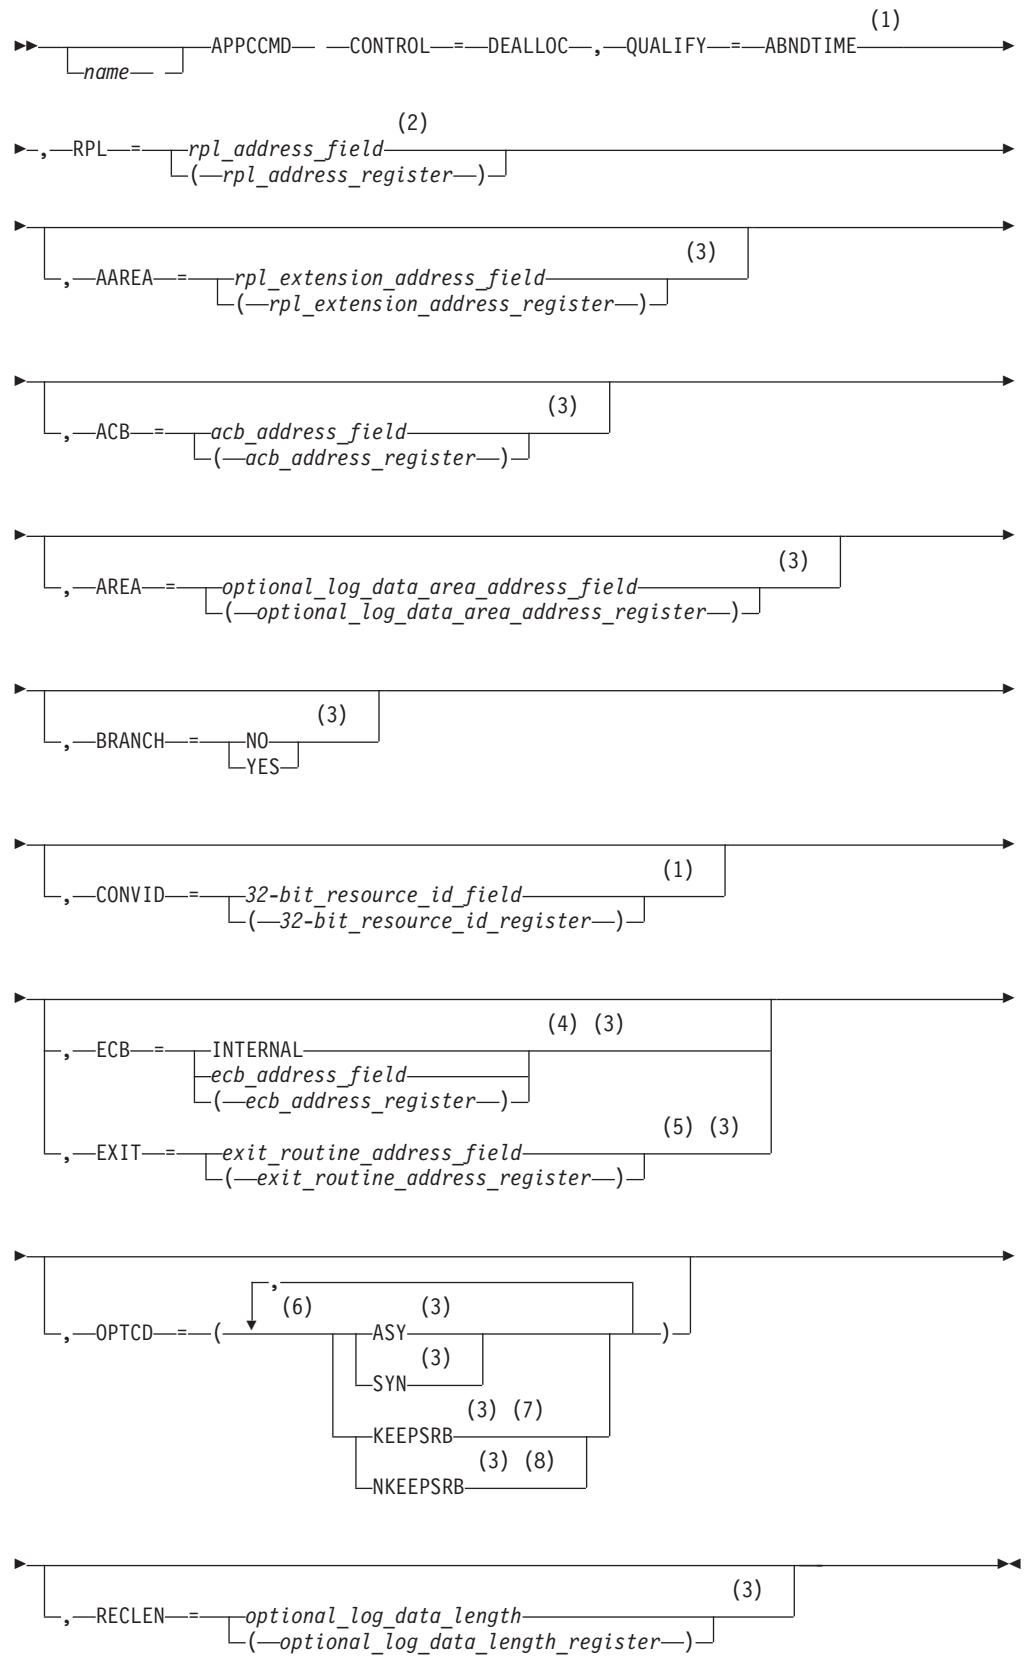 (1)
APPCCMD CONTROL = DEALLOC , QUALIFY = ABNDTIME
name
(2)
, RPL = rpl_address_field
( rpl_address_register )
(3)
, AAREA = rpl_extension_address_field
( rpl_extension_address_register )
(3)
, ACB = acb_address_field
( acb_address_register )
(3)
, AREA = optional_log_data_area_address_field
( optional_log_data_area_address_register )
(3)
, BRANCH = NO
YES
(1)
, CONVID = 32-bit_resource_id_field
( 32-bit_resource_id_register )
(4) (3)
, ECB = INTERNAL
ecb_address_field
( ecb_address_register )
(5) (3)
, EXIT = exit_routine_address_field
( exit_routine_address_register )
,
(6) (3)
, OPTCD = ( ASY )
(3)
SYN
(3) (7)
KEEPSRB
(3) (8)
NKEEPSRB
(3)
, RECLEN = optional_log_data_length
( optional_log_data_length_register )